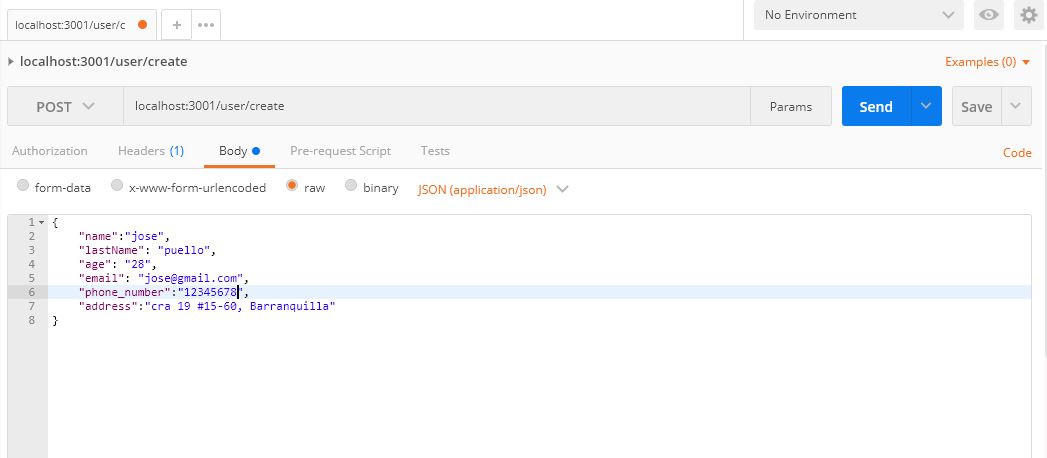 localhost:3001/user/c
+
•••
No Environment
localhost:3001/user/create
Examples (0)
POST
localhost:3001/user/create
Params
Send
Save
Authorization
Headers (1)
Body
Pre-request Script
Tests
Code
form-data
x-www-form-urlencoded
raw
binary
JSON (application/json)
1 {
2 "name":"jose",
3 "lastName": "puello",
4 "age": "28",
5 "email": "jose@gmail.com",
6 "phone_number":"12345678",
7 "address":"cra 19 #15-60, Barranquilla"
8 }